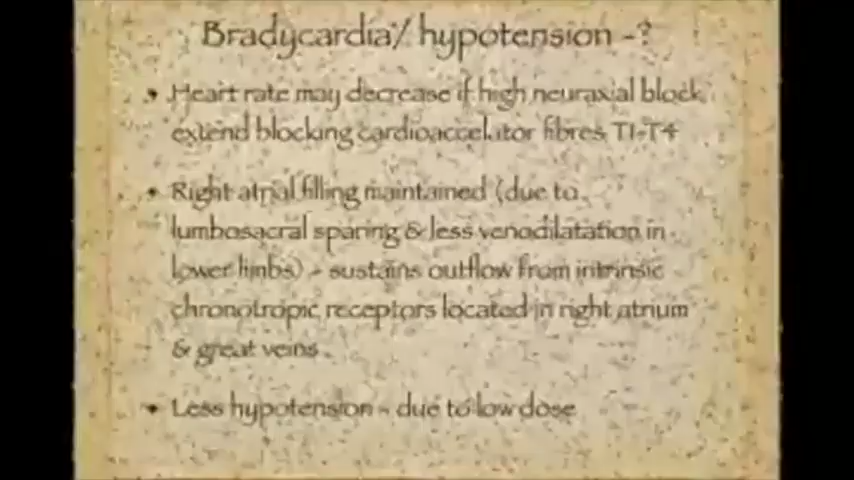 Bradycardia/ hypotension -?
• Heart rate may decrease if high neuraxial block
extend blocking cardioaccelator fibres T1-T4
• Right atrial filling maintained (due to
lumbosacral sparing & less venodilatation in
lower limbs) - sustains outflow from intrinsic
chronotropic receptors located in right atrium
& great veins
• Less hypotension - due to low dose